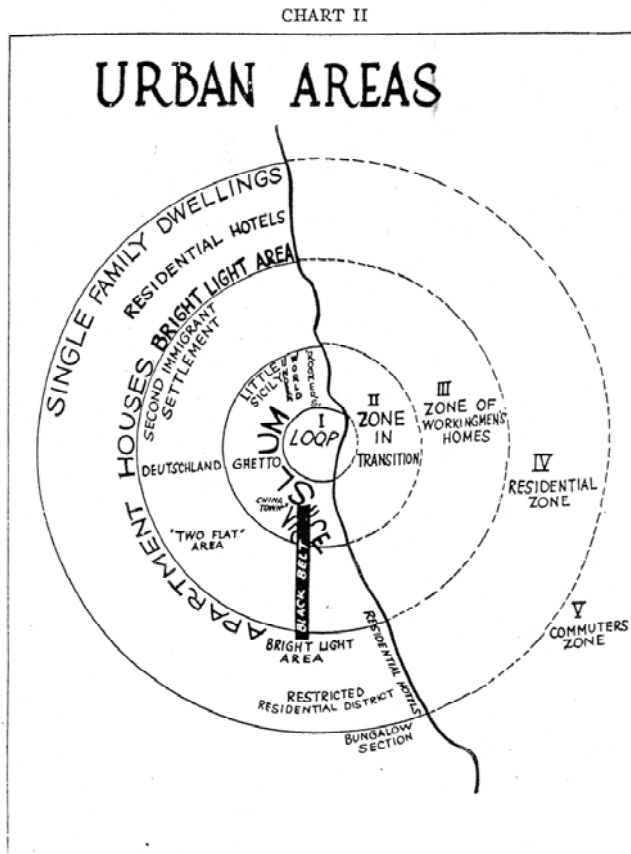 CHART II
URBAN AREAS
SINGLE FAMILY DWELLINGS
RESIDENTIAL HOTELS
BRIGHT LIGHT AREA
SECOND IMMIGRANT
SETTLEMENT
APARTMENT HOUSES
LITTLE
SICILY
UNDER
WORLD
ROOMERS
I
LOOP
II
ZONE
IN
TRANSITION
III
ZONE OF
WORKINGMEN'S
HOMES
IV
RESIDENTIAL
ZONE
V
COMMUTERS
ZONE
DEUTSCHLAND
GHETTO
SLUM
CHINA
TOWN
VICE
"TWO FLAT"
AREA
BLACK BELT
BRIGHT LIGHT
AREA
RESIDENTIAL HOTELS
RESTRICTED
RESIDENTIAL DISTRICT
BUNGALOW
SECTION